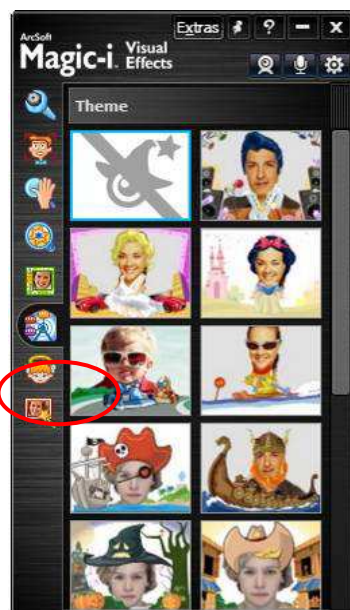 Extras ? - x
ArcSoft
Magic-i. Visual
Effects
Theme